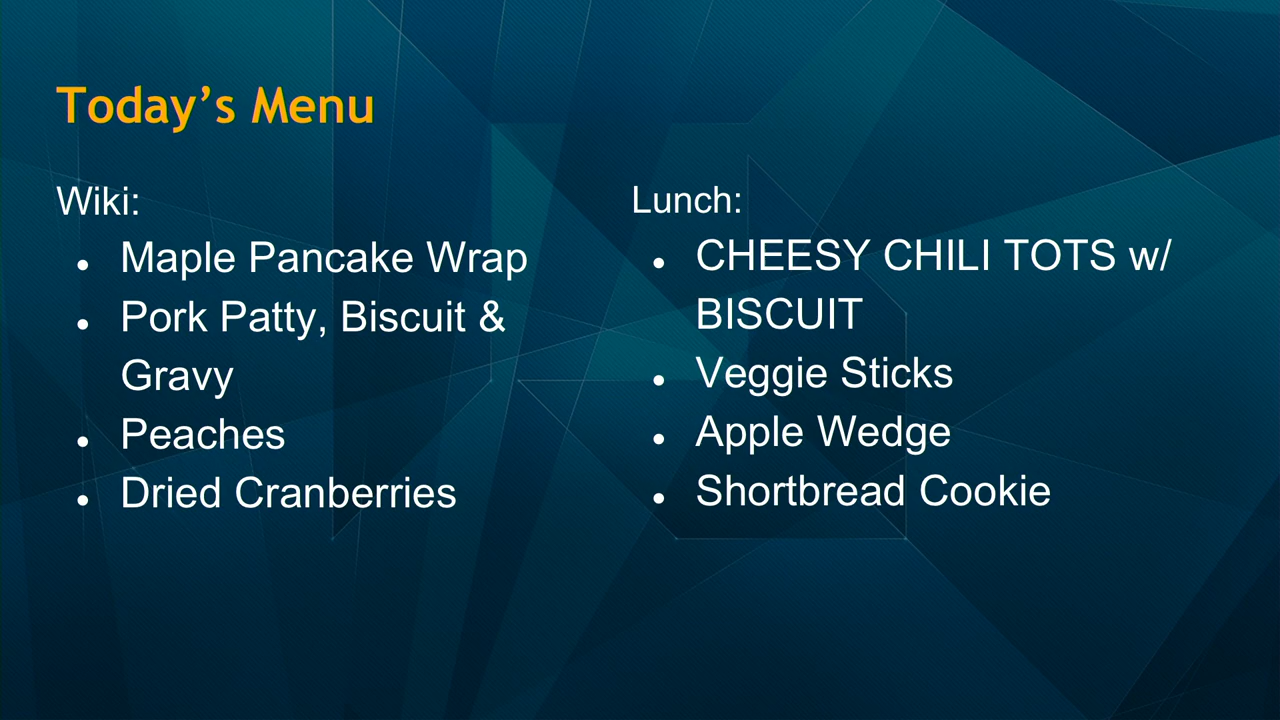 Today’s Menu
Wiki:
Maple Pancake Wrap
Pork Patty, Biscuit &
Gravy
Peaches
Dried Cranberries
Lunch:
CHEESY CHILI TOTS w/
BISCUIT
Veggie Sticks
Apple Wedge
Shortbread Cookie